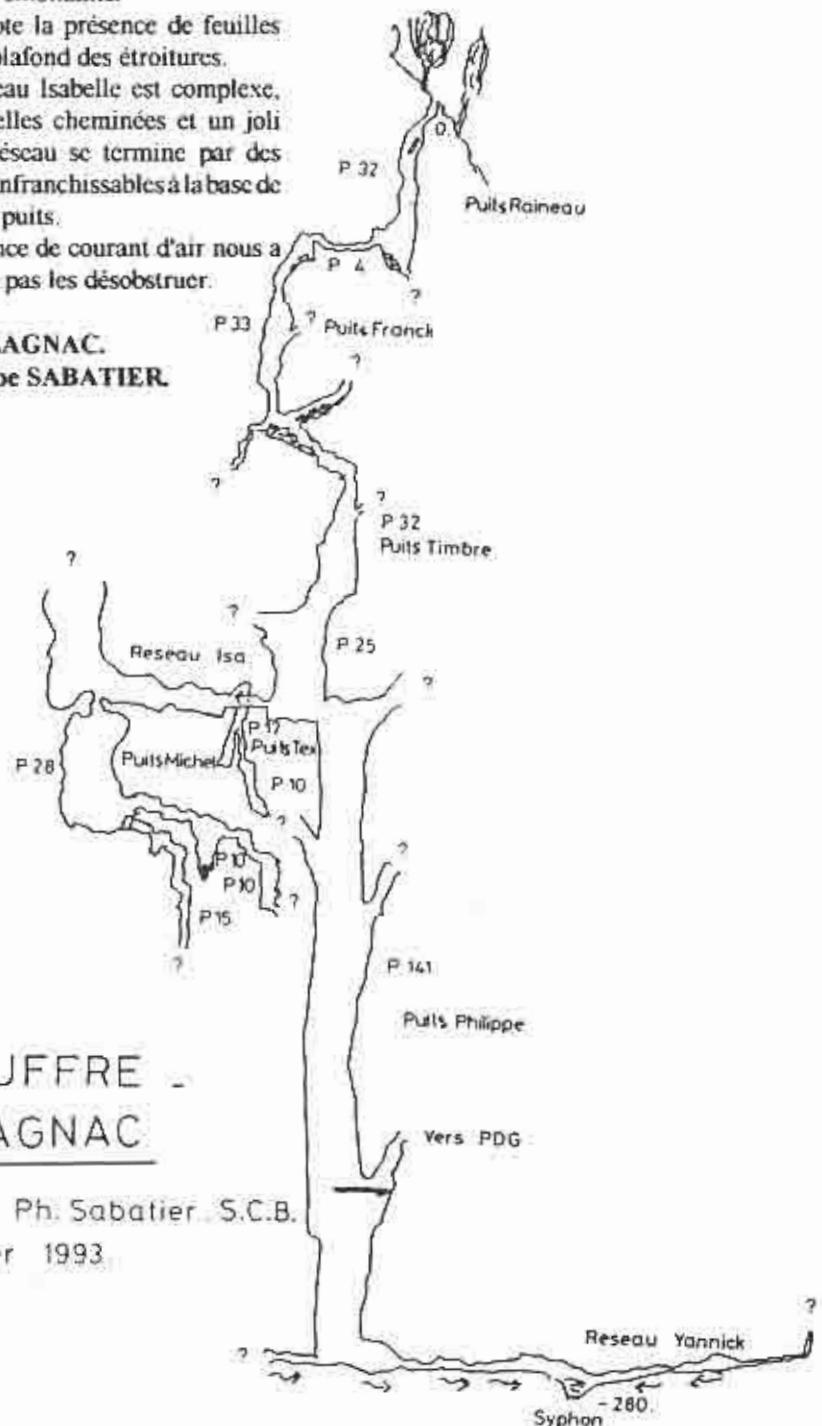 ote la présence de feuilles
plafond des étroitures.
eau Isabelle est complexe,
elles cheminées et un joli
éseau se termine par des
nfranchissables à la base de
puits.
nce de courant d'air nous a
pas les désobstruer.
AGNAC.
pe SABATIER.
0
P 32
Puits Raineau
P 4
?
P 33
?
Puits Franck
?
?
?
P 32
Puits Timbre
?
?
Reseau Isa
P 25
?
P 17
Puits Tex
Puits Michel
P 28
P 10
?
?
P 10
P 10
?
P 15
?
P 141
Puits Philippe
UFFRE -
AGNAC
Vers PDG
Ph. Sabatier S.C.B.
er 1993
?
?
Reseau Yannick
-280.
Syphon